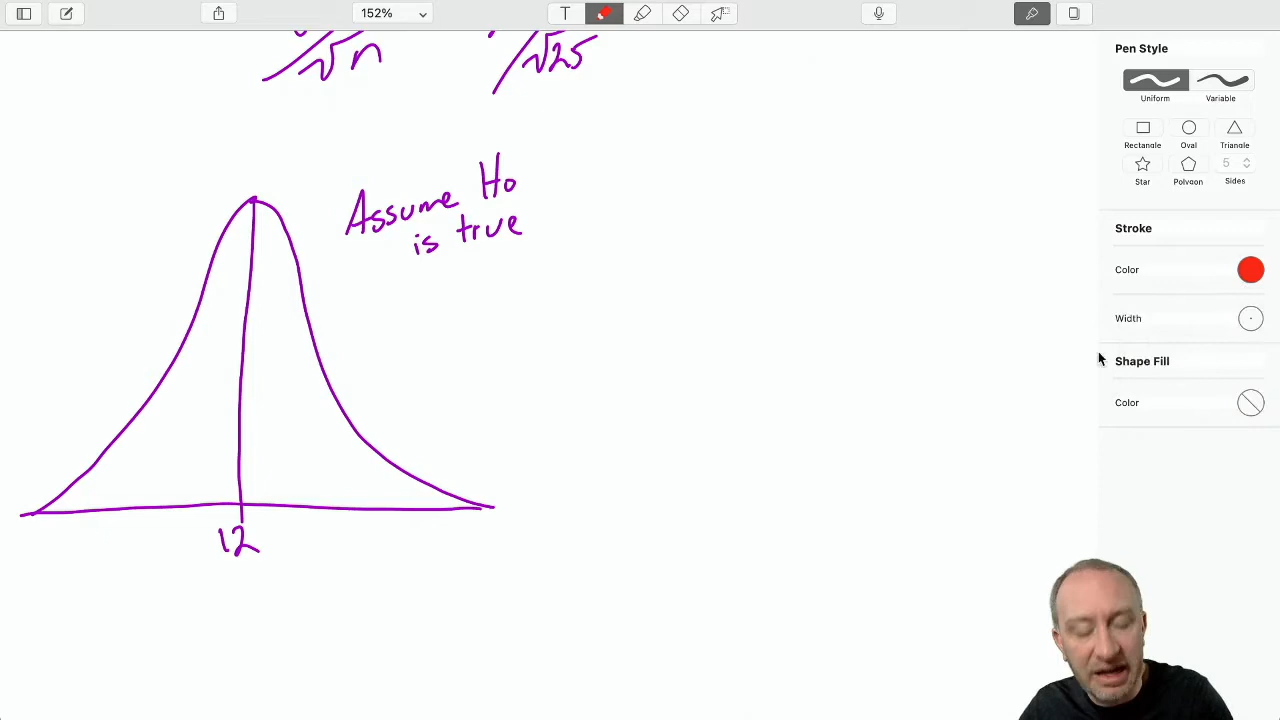 152%
T
√n
√25
Pen Style
Uniform Variable
Rectangle Oval Triangle
Star Polygon Sides
5
Stroke
Color
Width
Shape Fill
Color
Assume Ho
is true
12